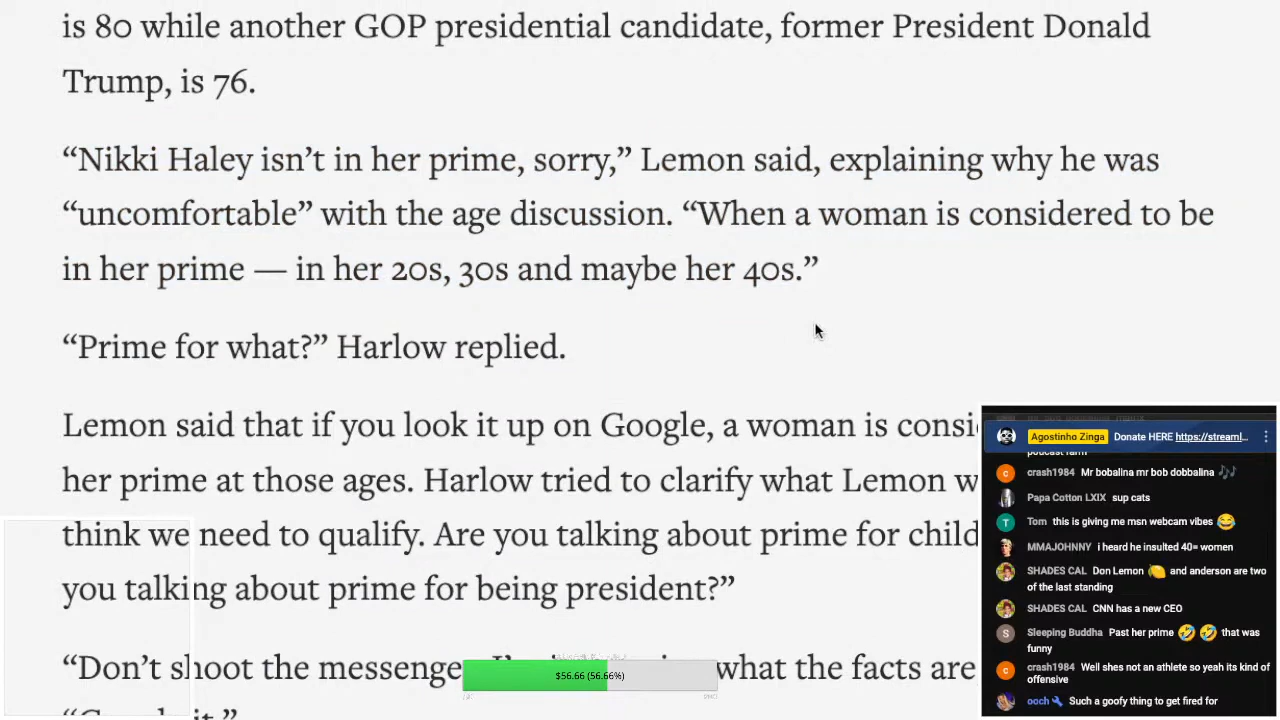 is 80 while another GOP presidential candidate, former President Donald
Trump, is 76.
“Nikki Haley isn’t in her prime, sorry,” Lemon said, explaining why he was
“uncomfortable” with the age discussion. “When a woman is considered to be
in her prime — in her 20s, 30s and maybe her 40s.”
“Prime for what?” Harlow replied.
Lemon said that if you look it up on Google, a woman is consi
her prime at those ages. Harlow tried to clarify what Lemon w
think we need to qualify. Are you talking about prime for child
you talking about prime for being president?”
“Don’t shoot the messenge
what the facts are
$56.66 (56.66%)
Agostinho Zinga Donate HERE https://streaml...
podcast farm
crash1984 Mr bobalina mr bob dobbalina 🎶
Papa Cotton LXIX sup cats
Tom this is giving me msn webcam vibes 😂
MMAJOHNNY i heard he insulted 40= women
SHADES CAL Don Lemon 🍋 and anderson are two
of the last standing
SHADES CAL CNN has a new CEO
Sleeping Buddha Past her prime 🤣 🤣 that was
funny
crash1984 Well shes not an athlete so yeah its kind of
offensive
ooch Such a goofy thing to get fired for